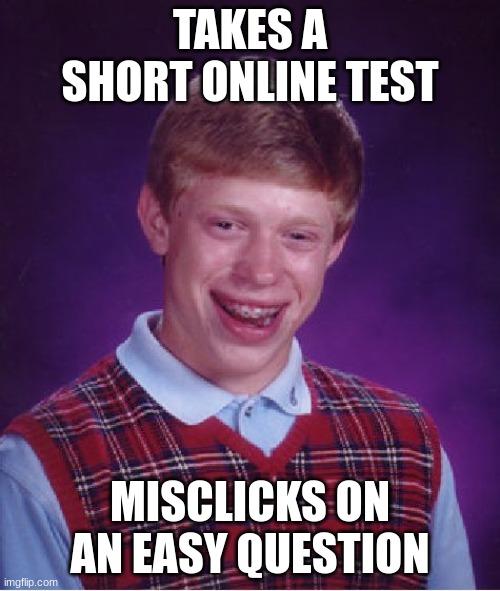 TAKES A
SHORT ONLINE TEST
MISCLICKS ON
AN EASY QUESTION
imgflip.com